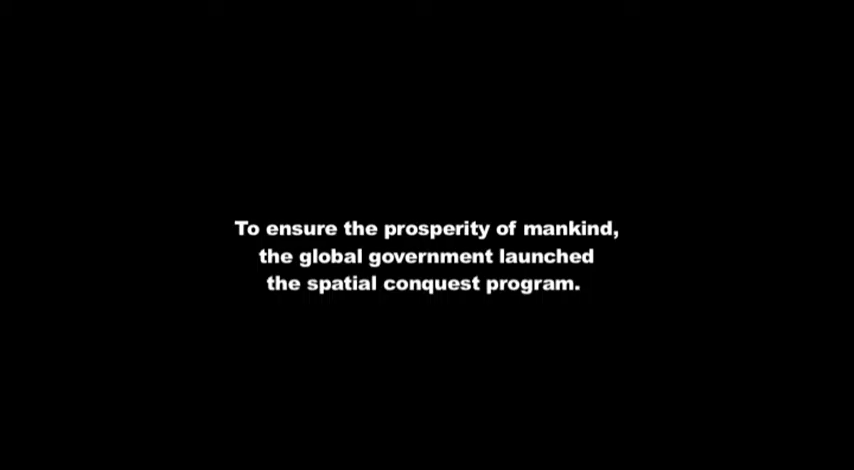 To ensure the prosperity of mankind,
the global government launched
the spatial conquest program.